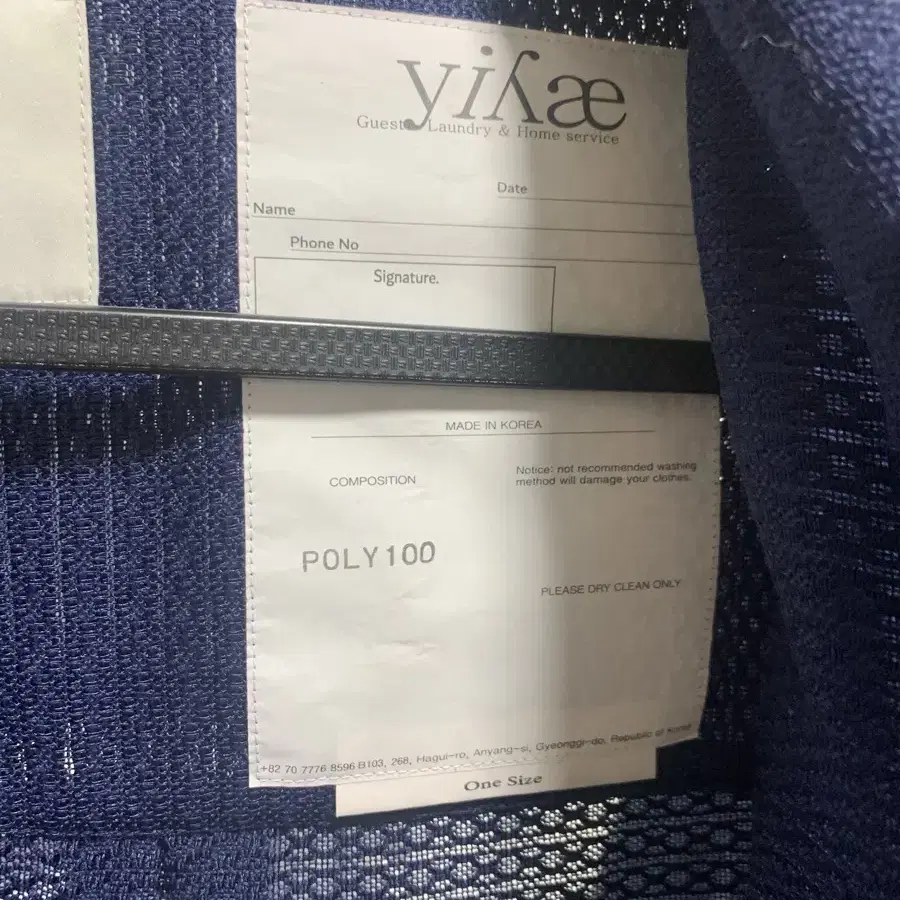 yiʎæ
Guest Laundry & Home service
Date
Name
Phone No
Signature.
MADE IN KOREA
COMPOSITION
Notice: not recommended washing
method will damage your clothes.
POLY100
PLEASE DRY CLEAN ONLY
+82 70 7776 8596 B103, 268, Hagui-ro, Anyang-si, Gyeonggi-do, Republic of Korea
One Size